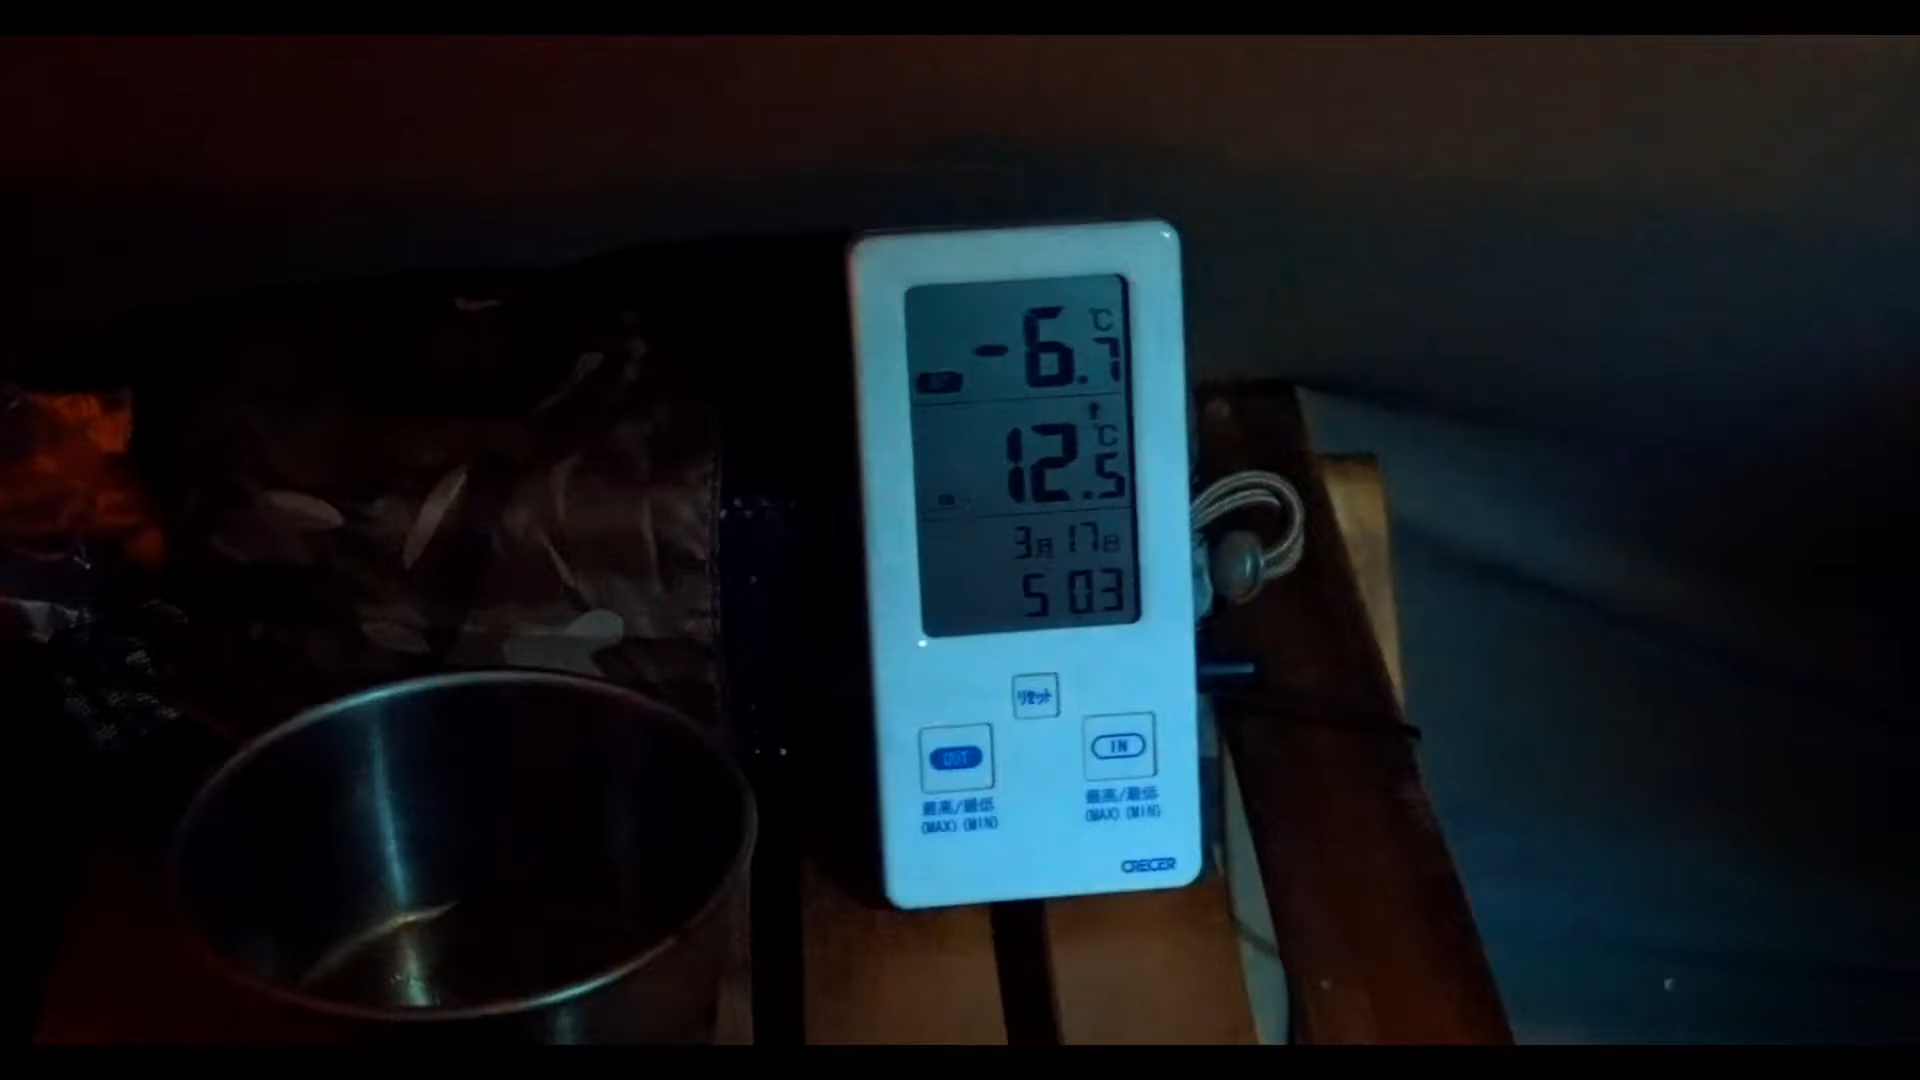 -6.7 ℃
12.5 ℃
3月 17日
5 03
リセット
OUT
IN
最高/最低
(MAX) (MIN)
最高/最低
(MAX) (MIN)
CRECER